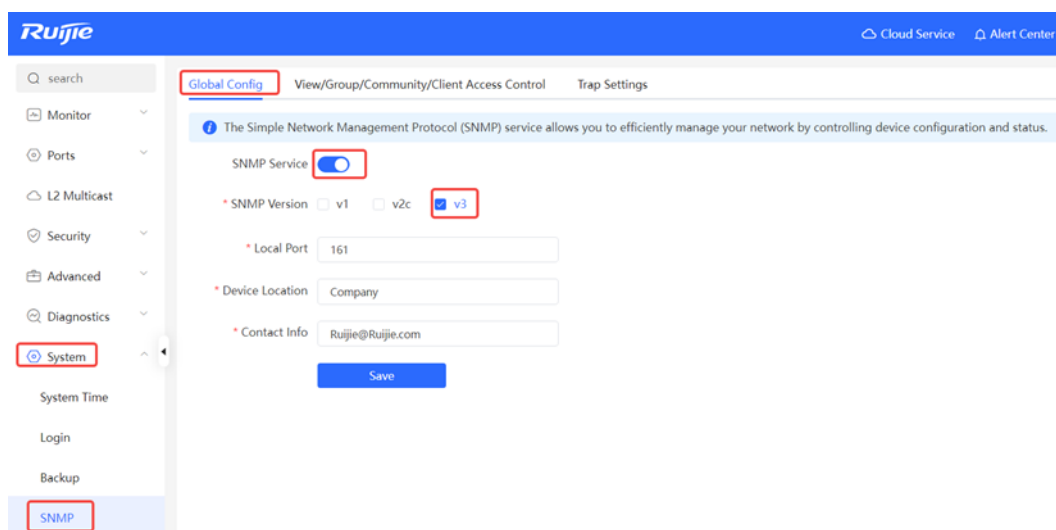 Ruijie
Cloud Service
Alert Center
search
Monitor
Ports
L2 Multicast
Security
Advanced
Diagnostics
System
System Time
Login
Backup
SNMP
Global Config
View/Group/Community/Client Access Control
Trap Settings
The Simple Network Management Protocol (SNMP) service allows you to efficiently manage your network by controlling device configuration and status.
SNMP Service
* SNMP Version v1 v2c v3
* Local Port 161
* Device Location Company
* Contact Info Ruijie@Ruijie.com
Save